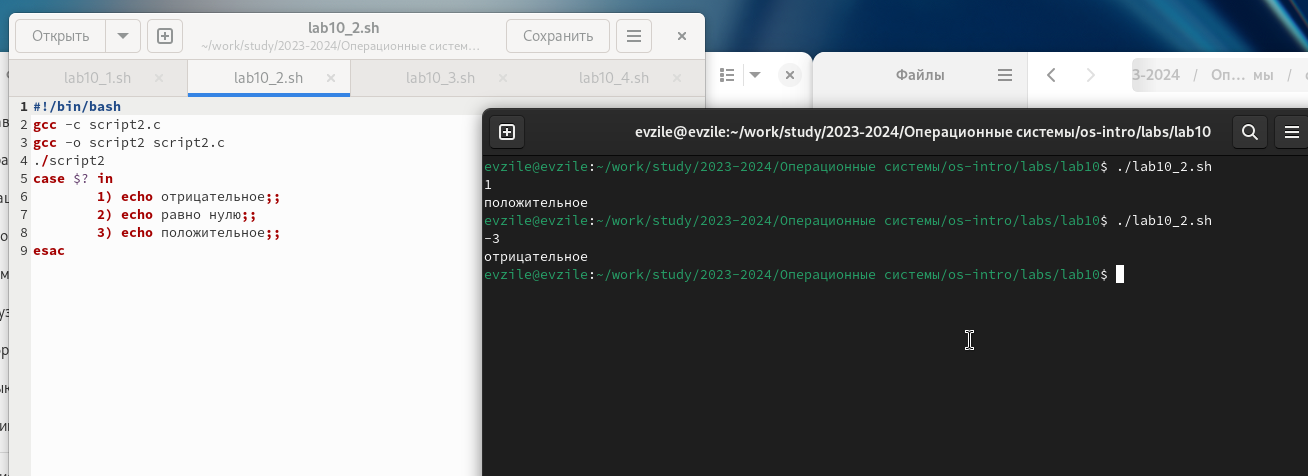 Открыть
lab10_2.sh
~/work/study/2023-2024/Операционные систем…
Сохранить
lab10_1.sh
lab10_2.sh
lab10_3.sh
lab10_4.sh
Файлы
3-2024 / Оп… мы /
1 #!/bin/bash
2 gcc -c script2.c
3 gcc -o script2 script2.c
4 ./script2
5 case $? in
6 1) echo отрицательное;;
7 2) echo равно нулю;;
8 3) echo положительное;;
9 esac
evzile@evzile:~/work/study/2023-2024/Операционные системы/os-intro/labs/lab10
evzile@evzile:~/work/study/2023-2024/Операционные системы/os-intro/labs/lab10$ ./lab10_2.sh
1
положительное
evzile@evzile:~/work/study/2023-2024/Операционные системы/os-intro/labs/lab10$ ./lab10_2.sh
-3
отрицательное
evzile@evzile:~/work/study/2023-2024/Операционные системы/os-intro/labs/lab10$